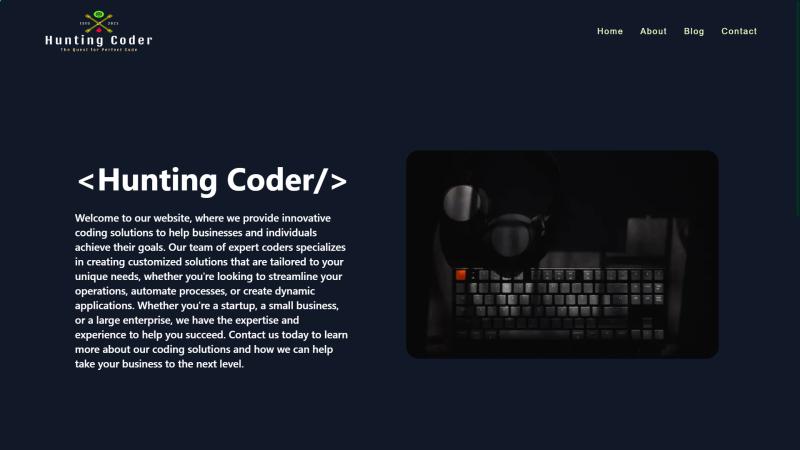 ESTD 2023
Hunting Coder
The Quest for Perfect Code
Home About Blog Contact
<Hunting Coder/>
Welcome to our website, where we provide innovative
coding solutions to help businesses and individuals
achieve their goals. Our team of expert coders specializes
in creating customized solutions that are tailored to your
unique needs, whether you're looking to streamline your
operations, automate processes, or create dynamic
applications. Whether you're a startup, a small business,
or a large enterprise, we have the expertise and
experience to help you succeed. Contact us today to learn
more about our coding solutions and how we can help
take your business to the next level.